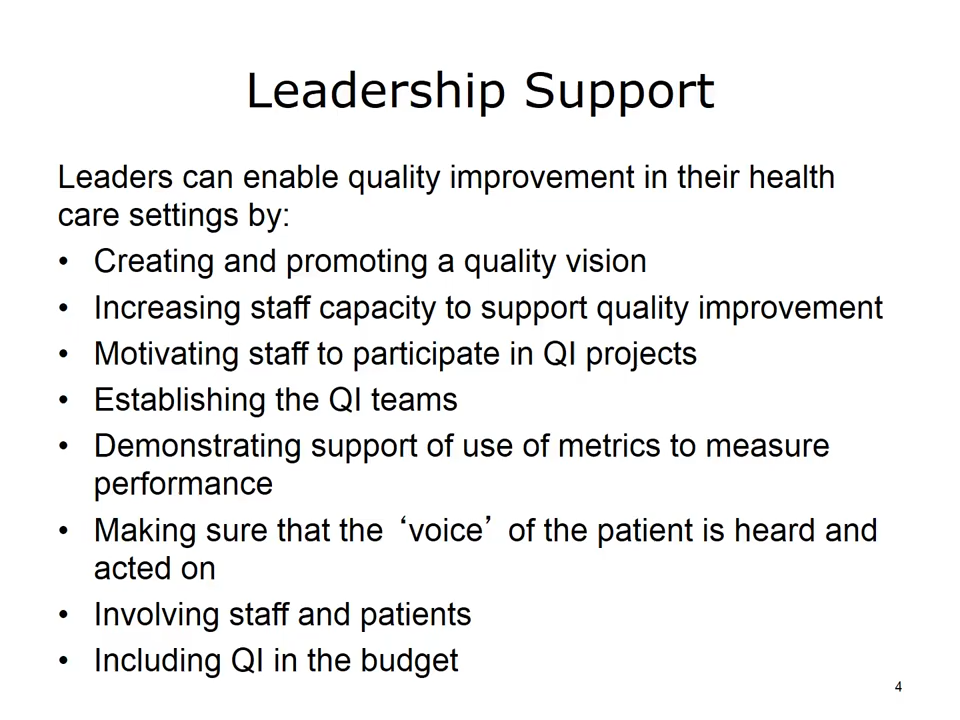 Leadership Support
Leaders can enable quality improvement in their health
care settings by:
• Creating and promoting a quality vision
• Increasing staff capacity to support quality improvement
• Motivating staff to participate in QI projects
• Establishing the QI teams
• Demonstrating support of use of metrics to measure
performance
• Making sure that the ‘voice’ of the patient is heard and
acted on
• Involving staff and patients
• Including QI in the budget
4